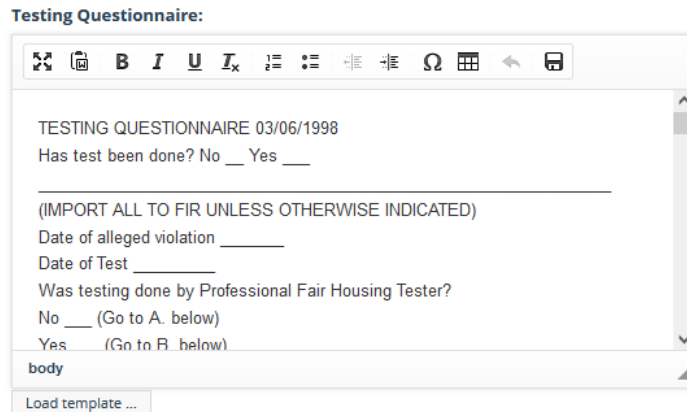 Testing Questionnaire:
B I U Tx Ω
TESTING QUESTIONNAIRE 03/06/1998
Has test been done? No __ Yes ___
(IMPORT ALL TO FIR UNLESS OTHERWISE INDICATED)
Date of alleged violation _______
Date of Test _________
Was testing done by Professional Fair Housing Tester?
No ___ (Go to A. below)
Yes ___ (Go to B. below)
body
Load template ...